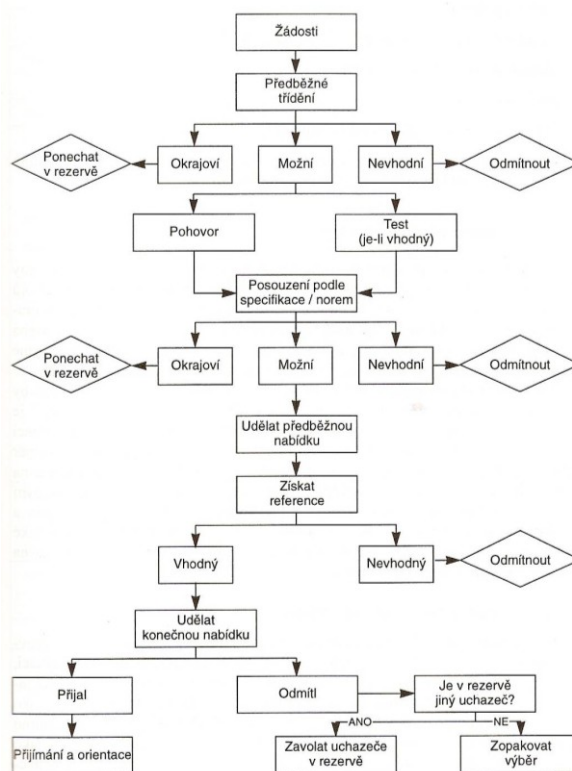 Žádosti
Předběžné
třídění
Ponechat
v rezervě
Okrajoví
Možní
Nevhodní
Odmítnout
Pohovor
Test
(je-li vhodný)
Posouzení podle
specifikace / norem
Ponechat
v rezervě
Okrajoví
Možní
Nevhodní
Odmítnout
Udělat předběžnou
nabídku
Získat
reference
Vhodný
Nevhodný
Odmítnout
Udělat
konečnou nabídku
Přijal
Odmítl
Je v rezervě
jiný uchazeč?
ANO
NE
Přijímání a orientace
Zavolat uchazeče
v rezervě
Zopakovat
výběr